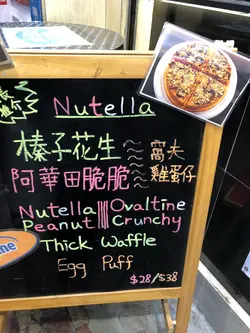 Nutella
榛子花生 窩夫
阿華田脆脆 雞蛋仔
Nutella Ovaltine
Peanut Crunchy
Thick Waffle
Egg Puff
$28/$38